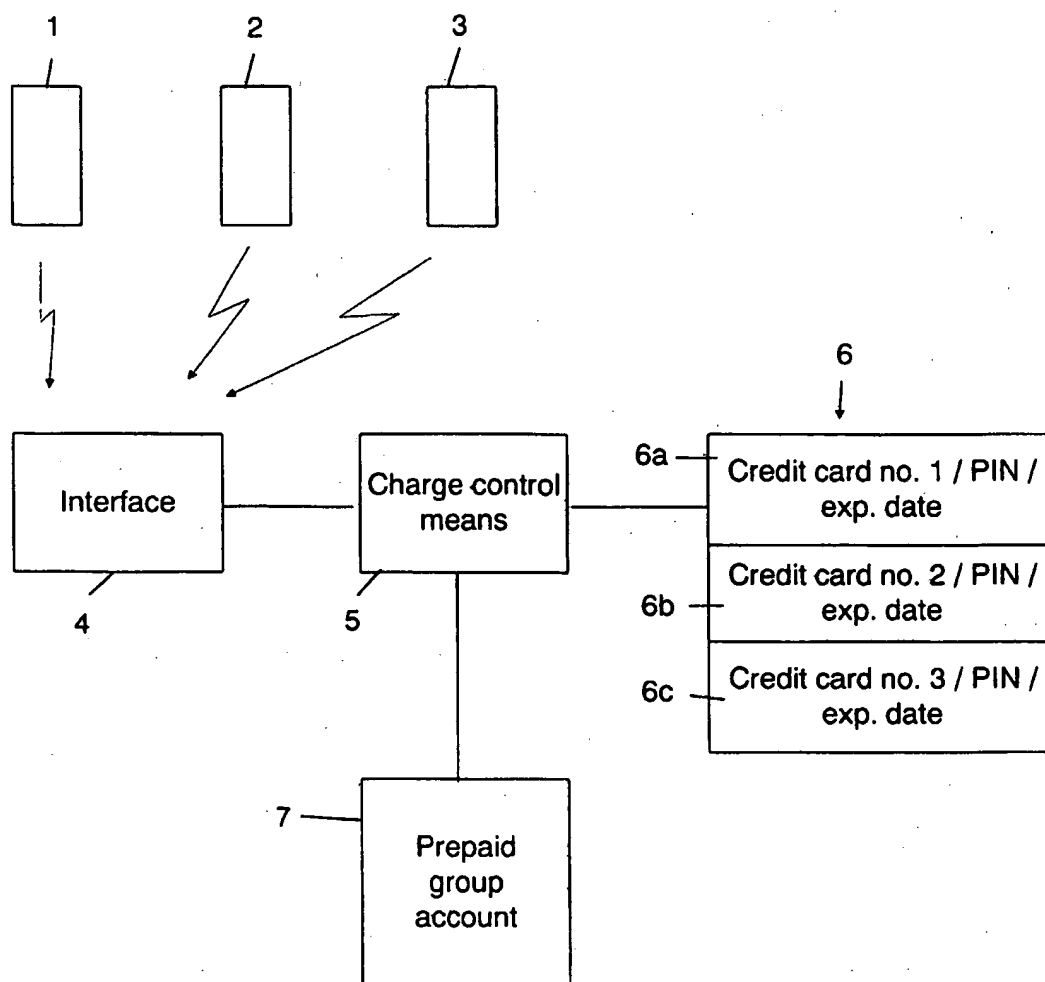 1
2
3
6
6a
Credit card no. 1 / PIN /
exp. date
Interface
Charge control
means
4
5
6b
Credit card no. 2 / PIN /
exp. date
6c
Credit card no. 3 / PIN /
exp. date
7
Prepaid
group
account